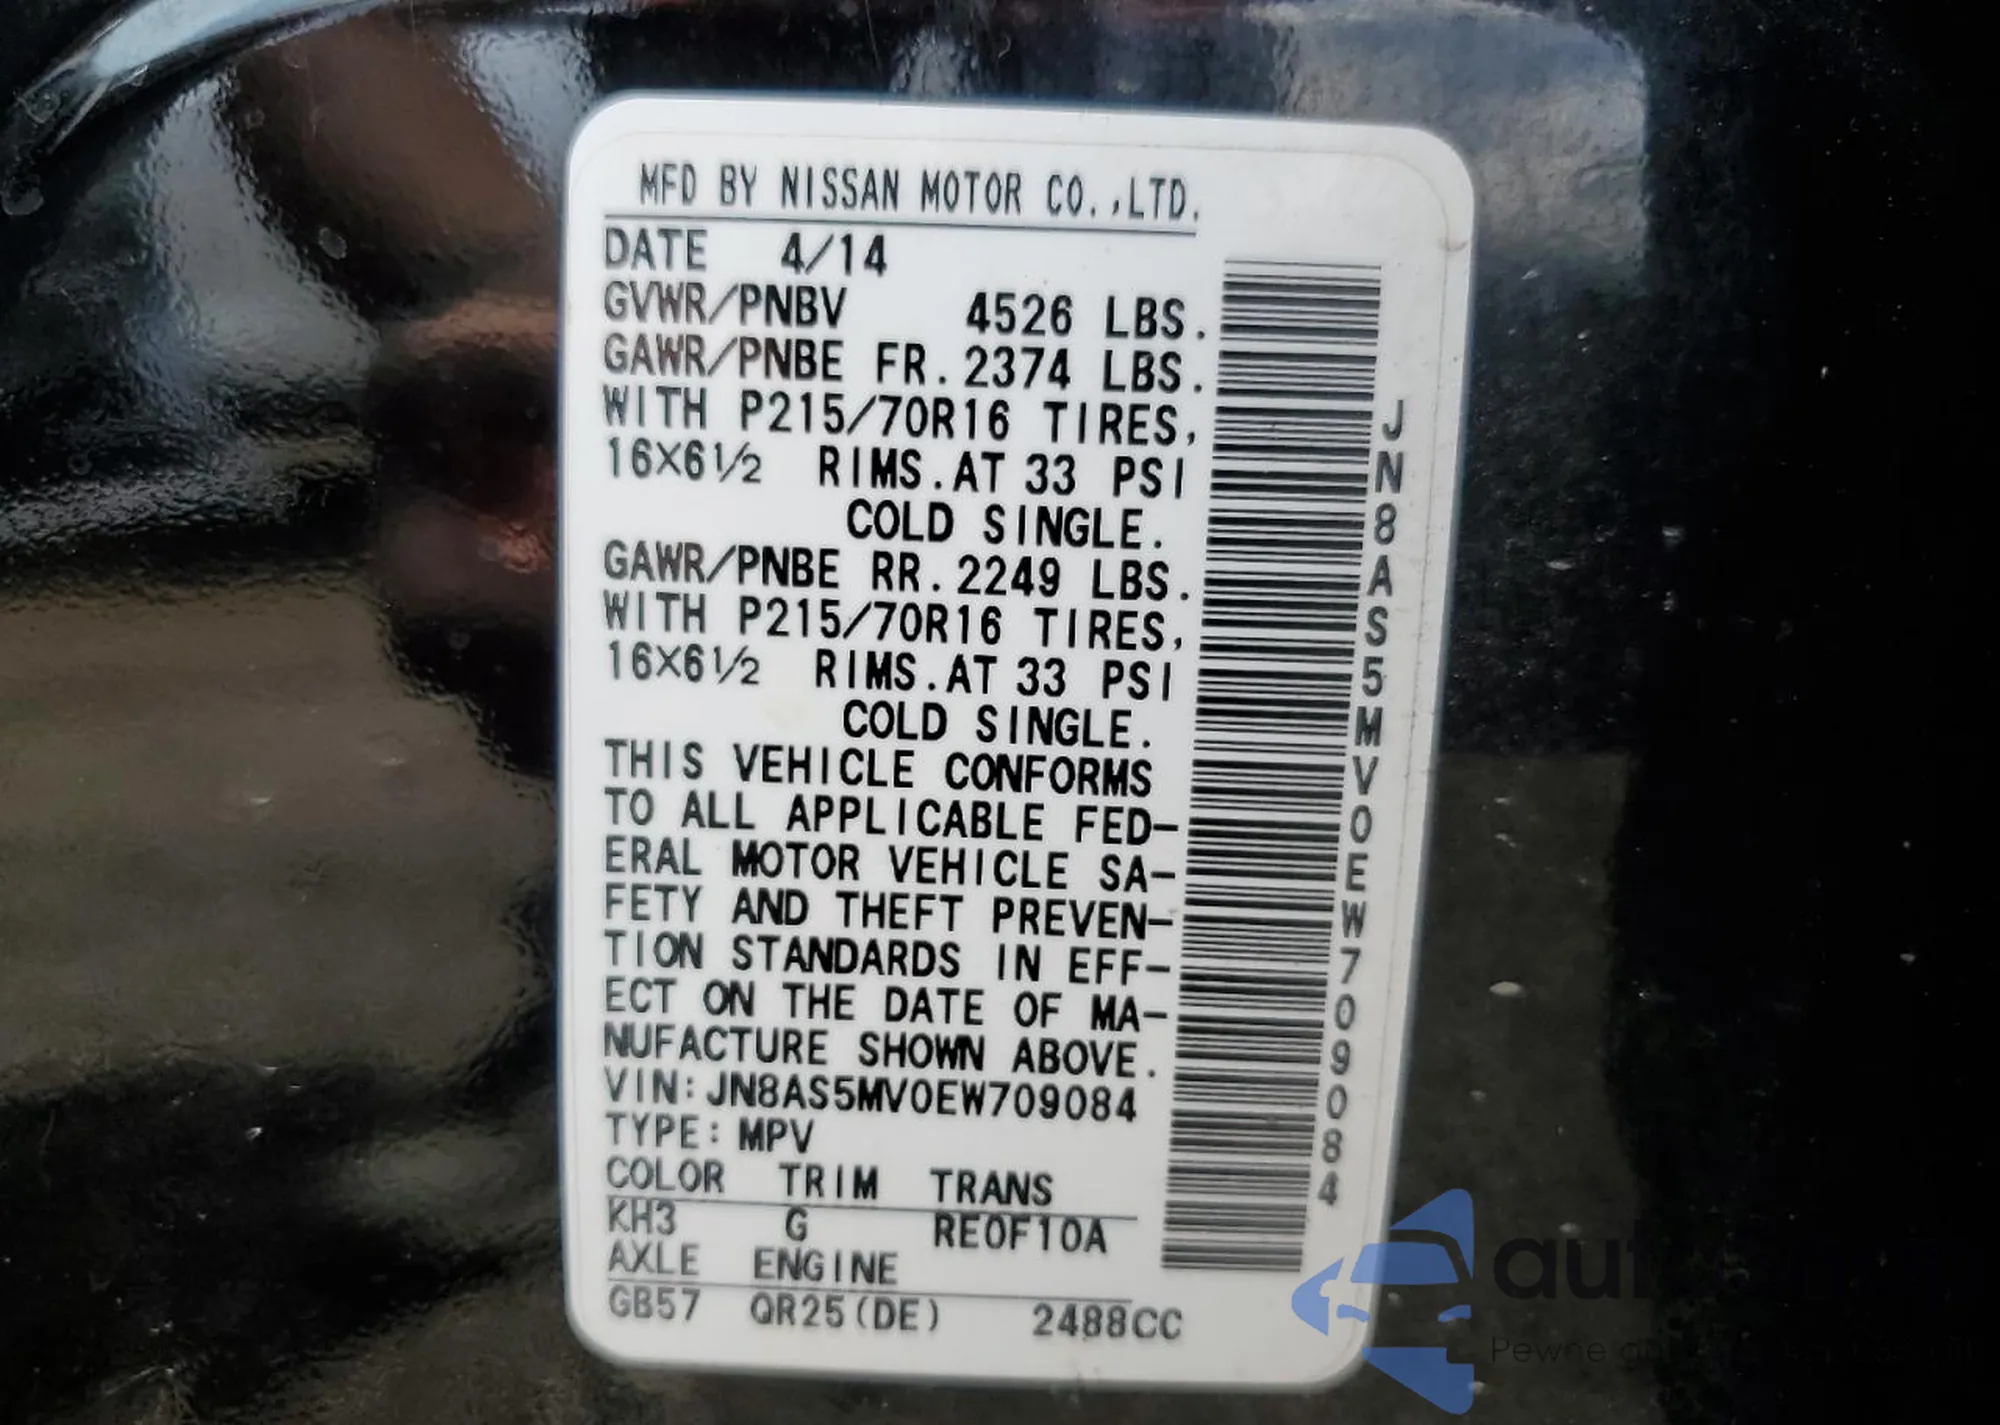 MFD BY NISSAN MOTOR CO.,LTD.
DATE 4/14
GVWR/PNBV 4526 LBS.
GAWR/PNBE FR. 2374 LBS.
WITH P215/70R16 TIRES,
16X6½ RIMS. AT 33 PSI
COLD SINGLE.
GAWR/PNBE RR. 2249 LBS.
WITH P215/70R16 TIRES,
16X6½ RIMS. AT 33 PSI
COLD SINGLE.
THIS VEHICLE CONFORMS
TO ALL APPLICABLE FED-
ERAL MOTOR VEHICLE SA-
FETY AND THEFT PREVEN-
TION STANDARDS IN EFF-
ECT ON THE DATE OF MA-
NUFACTURE SHOWN ABOVE.
VIN: JN8AS5MV0EW709084
TYPE: MPV
COLOR TRIM TRANS
KH3 G RE0F10A
AXLE ENGINE
GB57 QR25(DE) 2488CC
JN8AS5MV0EW709084
Pewne